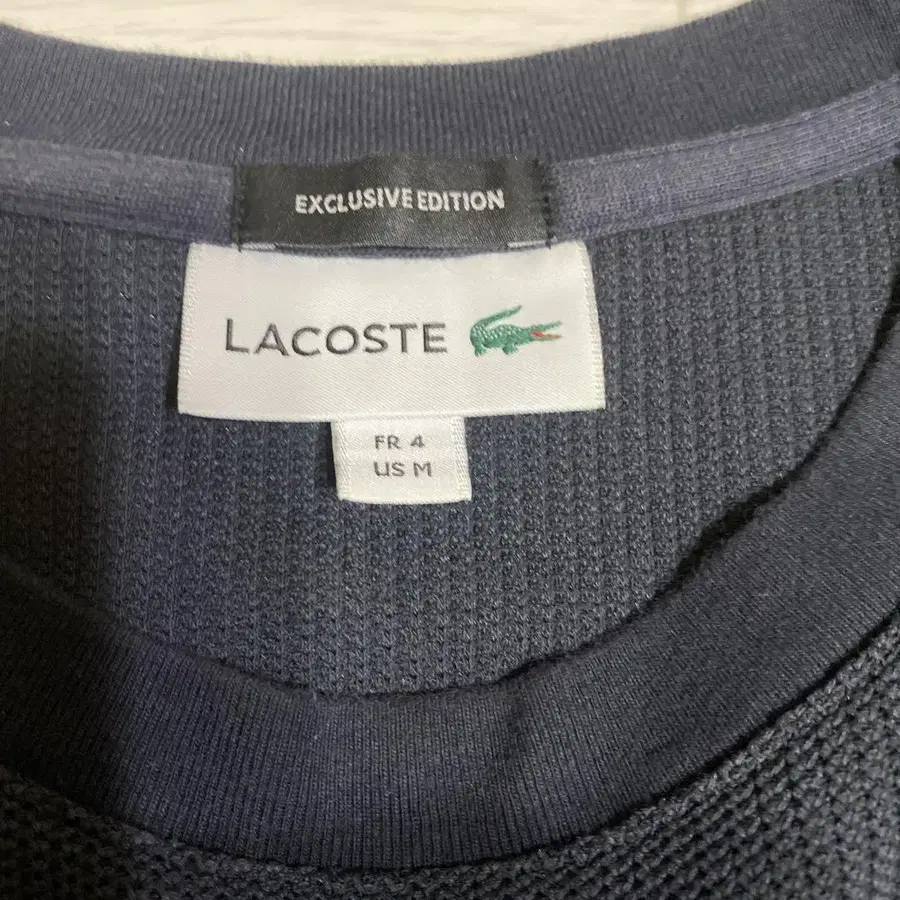 EXCLUSIVE EDITION
LACOSTE
FR 4
US M